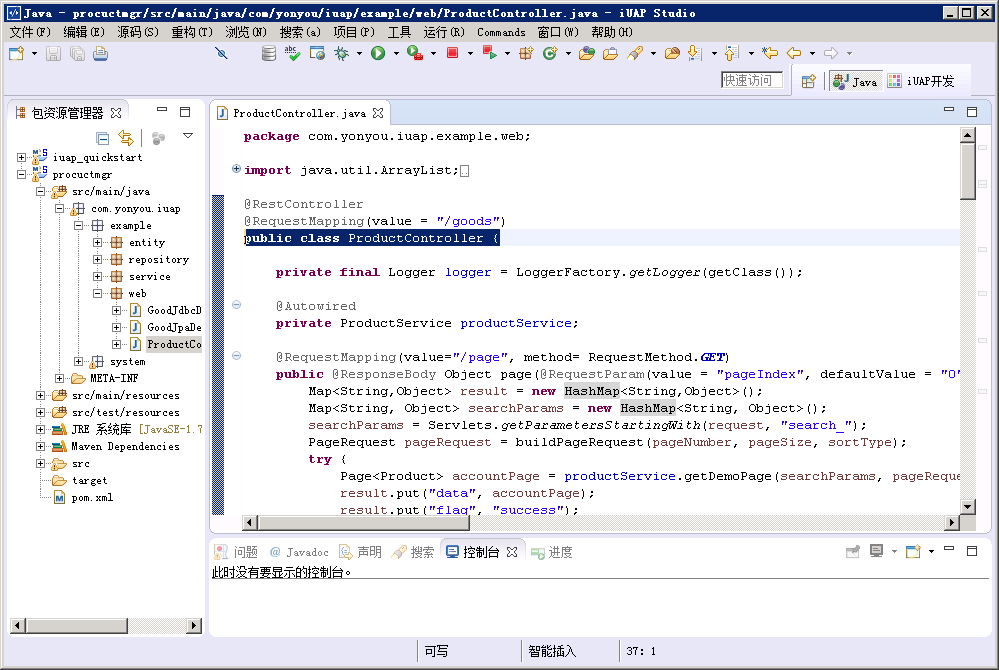 Java - procuctmgr/src/main/java/com/yonyou/iuap/example/web/ProductController.java - iUAP Studio
文件(F) 编辑(E) 源码(S) 重构(T) 浏览(N) 搜索(a) 项目(P) 工具 运行(R) Commands 窗口(W) 帮助(H)
快速访问 Java iUAP开发
包资源管理器
iuap_quickstart
procuctmgr
src/main/java
com.yonyou.iuap
example
entity
repository
service
web
GoodJdbcD
GoodJpaDe
ProductCo
system
META-INF
src/main/resources
src/test/resources
JRE 系统库 [JavaSE-1.7
Maven Dependencies
src
target
pom.xml
ProductController.java
package com.yonyou.iuap.example.web;
import java.util.ArrayList;
@RestController
@RequestMapping(value = "/goods")
public class ProductController {
private final Logger logger = LoggerFactory.getLogger(getClass());
@Autowired
private ProductService productService;
@RequestMapping(value="/page", method= RequestMethod.GET)
public @ResponseBody Object page(@RequestParam(value = "pageIndex", defaultValue = "0"
Map<String,Object> result = new HashMap<String,Object>();
Map<String, Object> searchParams = new HashMap<String, Object>();
searchParams = Servlets.getParametersStartingWith(request, "search_");
PageRequest pageRequest = buildPageRequest(pageNumber, pageSize, sortType);
try {
Page<Product> accountPage = productService.getDemoPage(searchParams, pageReque
result.put("data", accountPage);
result.put("flag", "success");
问题 @ Javadoc 声明 搜索 控制台 进度
此时没有要显示的控制台。
可写 智能插入 37: 1